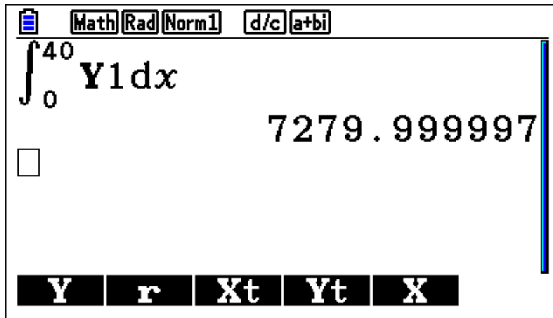 Math Rad Norm1 d/c a+bi
∫₀⁴⁰ Y1dx
7279.999997
Y r Xt Yt X